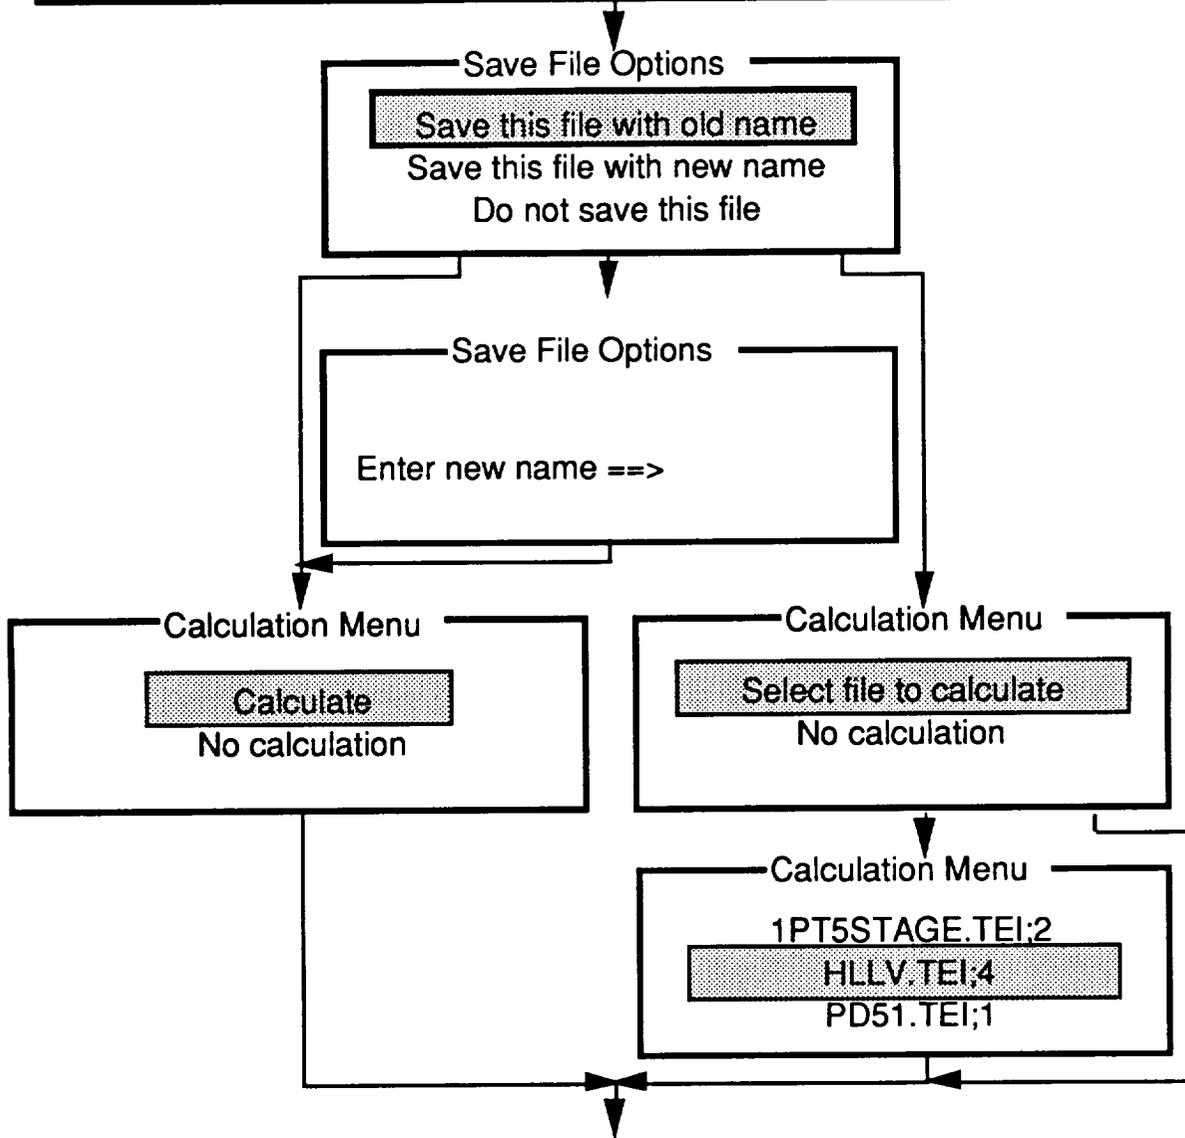 Save File Options
Save this file with old name
Save this file with new name
Do not save this file
Save File Options
Enter new name ==>
Calculation Menu
Calculate
No calculation
Calculation Menu
Select file to calculate
No calculation
Calculation Menu
1PT5STAGE.TEI;2
HLLV.TEI;4
PD51.TEI;1